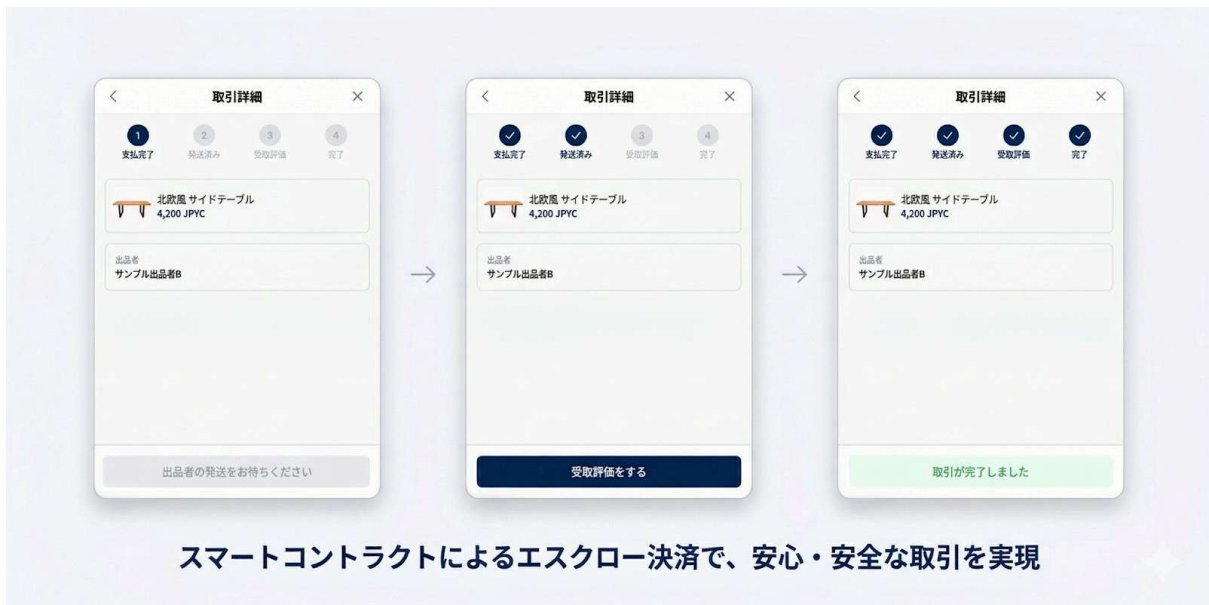 取引詳細
1 2 3 4
支払完了 発送済み 受取評価 完了
北欧風 サイドテーブル
4,200 JPYC
出品者
サンプル出品者B
出品者の発送をお待ちください
取引詳細
3 4
支払完了 発送済み 受取評価 完了
北欧風 サイドテーブル
4,200 JPYC
出品者
サンプル出品者B
受取評価をする
取引詳細
支払完了 発送済み 受取評価 完了
北欧風 サイドテーブル
4,200 JPYC
出品者
サンプル出品者B
取引が完了しました
スマートコントラクトによるエスクロー決済で、安心・安全な取引を実現